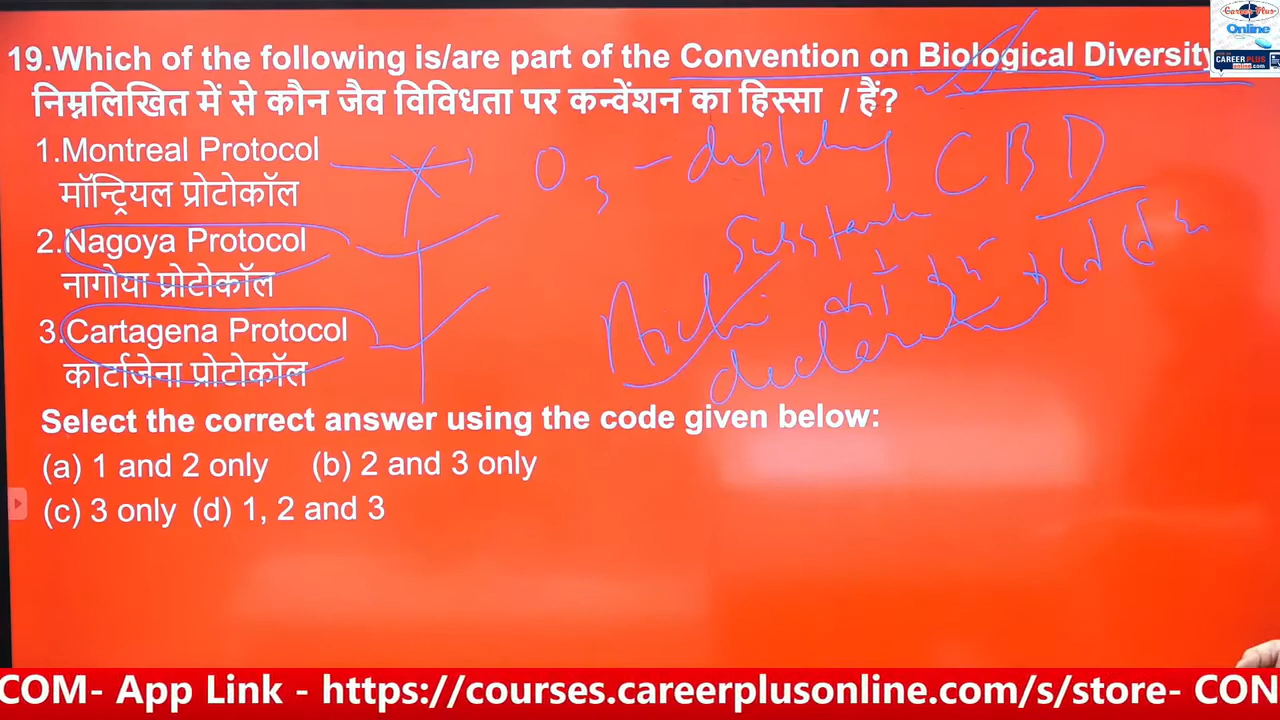 19.Which of the following is/are part of the Convention on Biological Diversity
निम्नलिखित में से कौन जैव विविधता पर कन्वेंशन का हिस्सा / हैं?
1.Montreal Protocol
मॉन्ट्रियल प्रोटोकॉल
2.Nagoya Protocol
नागोया प्रोटोकॉल
3.Cartagena Protocol
कार्टाजेना प्रोटोकॉल
O3 - depleting
CBD
Substance
Select the correct answer using the code given below:
(a) 1 and 2 only (b) 2 and 3 only
(c) 3 only (d) 1, 2 and 3
Career Plus
Online
CAREERPLUS
online.com
COM- App Link - https://courses.careerplusonline.com/s/store- CON